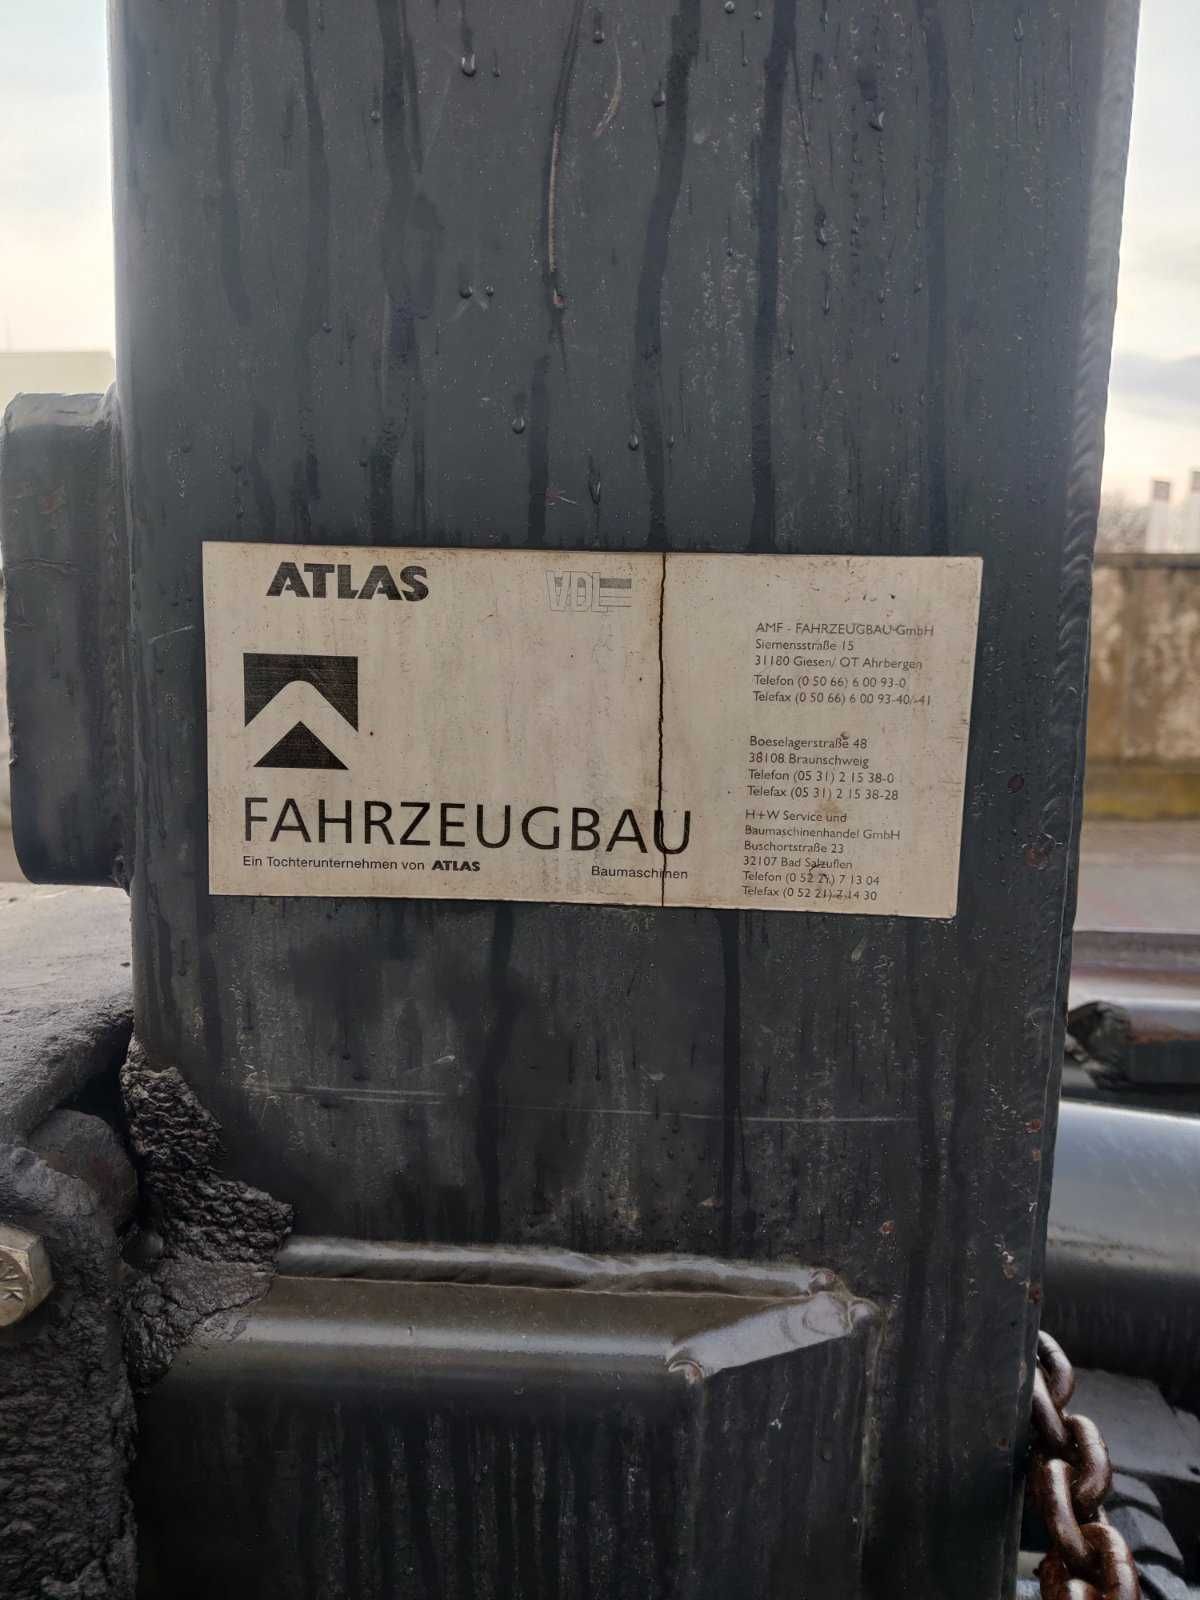 ATLAS
VDL
FAHRZEUGBAU
Ein Tochterunternehmen von ATLAS Baumaschinen
AMF - FAHRZEUGBAU-GmbH
Siemensstraße 15
31180 Giesen/ OT Ahrbergen
Telefon (0 50 66) 6 00 93-0
Telefax (0 50 66) 6 00 93-40/-41
Boeselagerstraße 48
38108 Braunschweig
Telefon (05 31) 2 15 38-0
Telefax (05 31) 2 15 38-28
H+W Service und
Baumaschinenhandel GmbH
Buschortstraße 23
32107 Bad Salzuflen
Telefon (0 52 21) 7 13 04
Telefax (0 52 21) 7 14 30